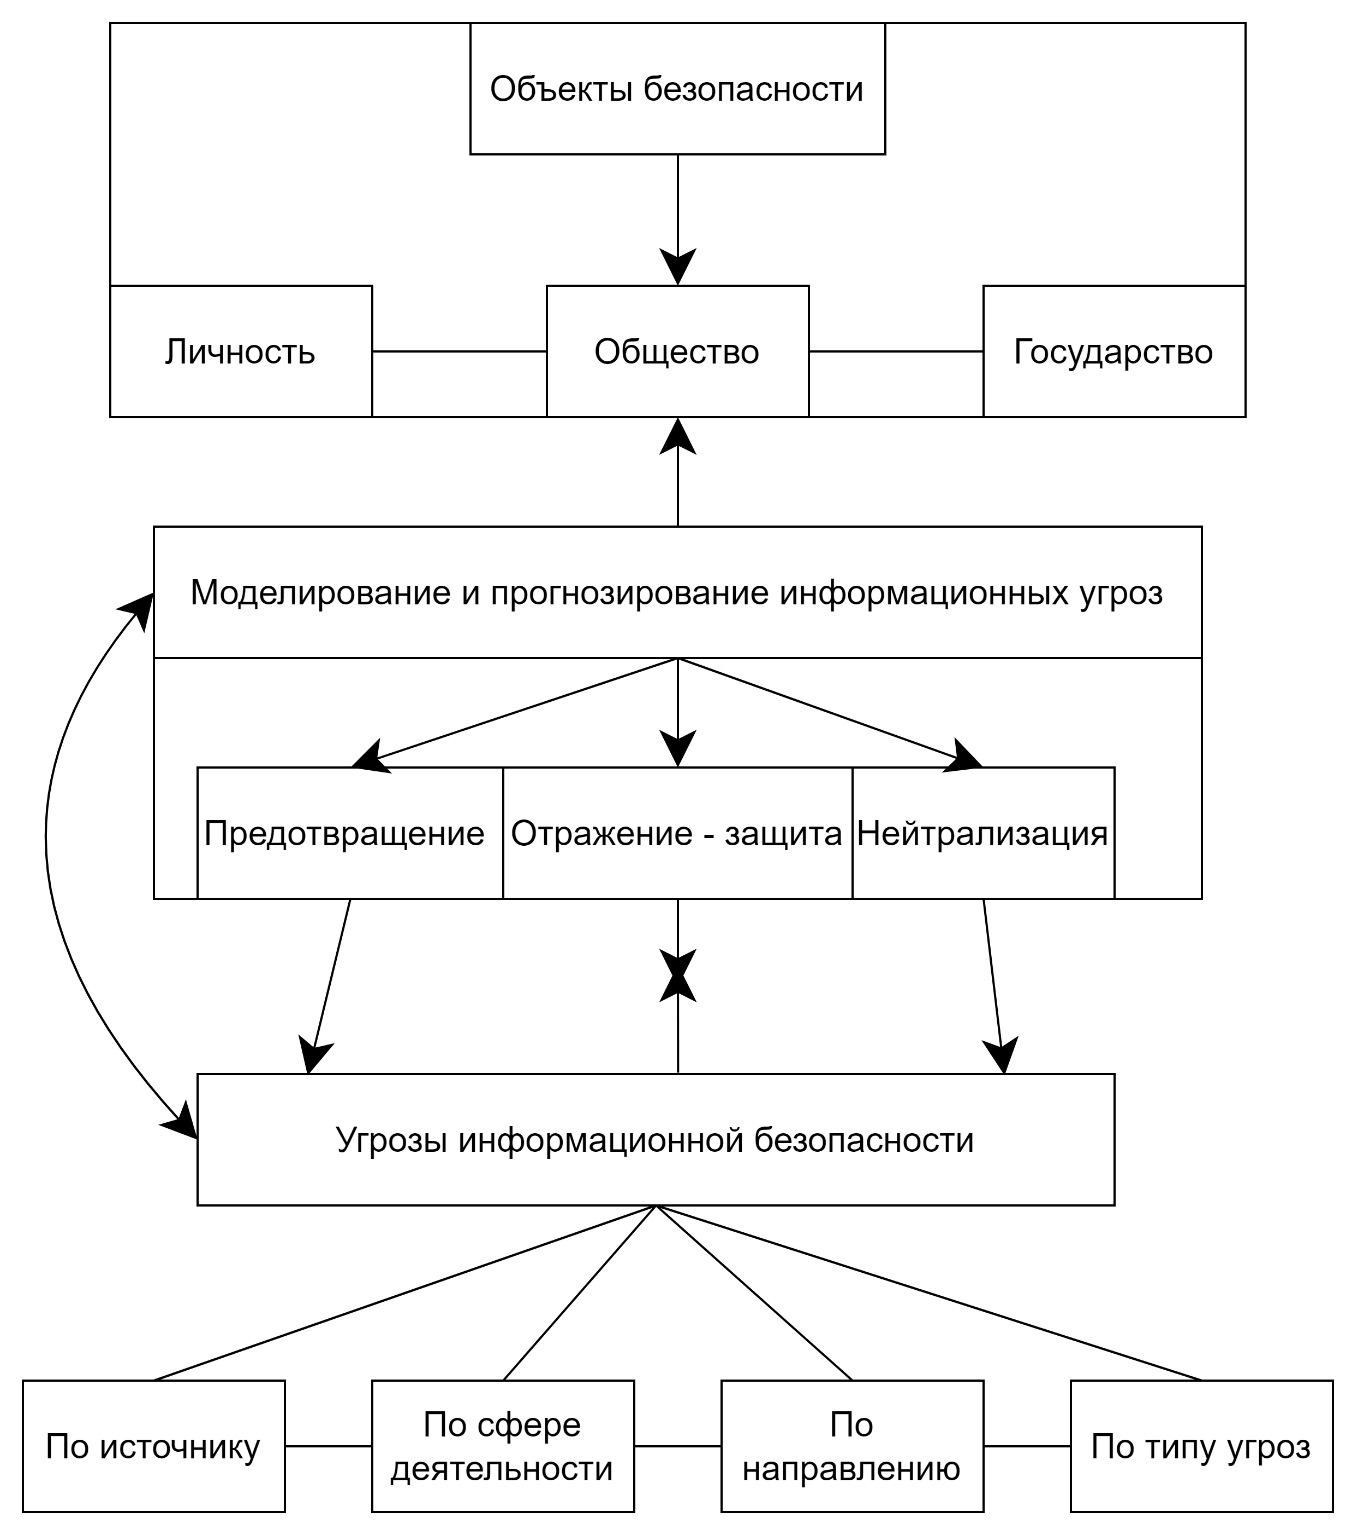 Объекты безопасности
Личность
Общество
Государство
Моделирование и прогнозирование информационных угроз
Предотвращение
Отражение - защита
Нейтрализация
Угрозы информационной безопасности
По источнику
По сфере
деятельности
По
направлению
По типу угроз